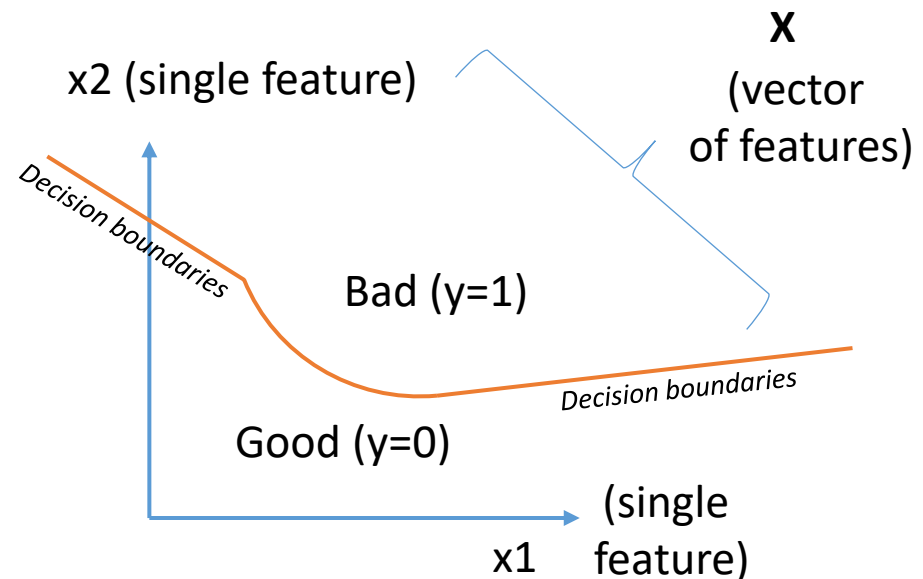 X
(vector
of features)
x2 (single feature)
Decision boundaries
Bad (y=1)
Decision boundaries
Good (y=0)
(single
feature)
x1